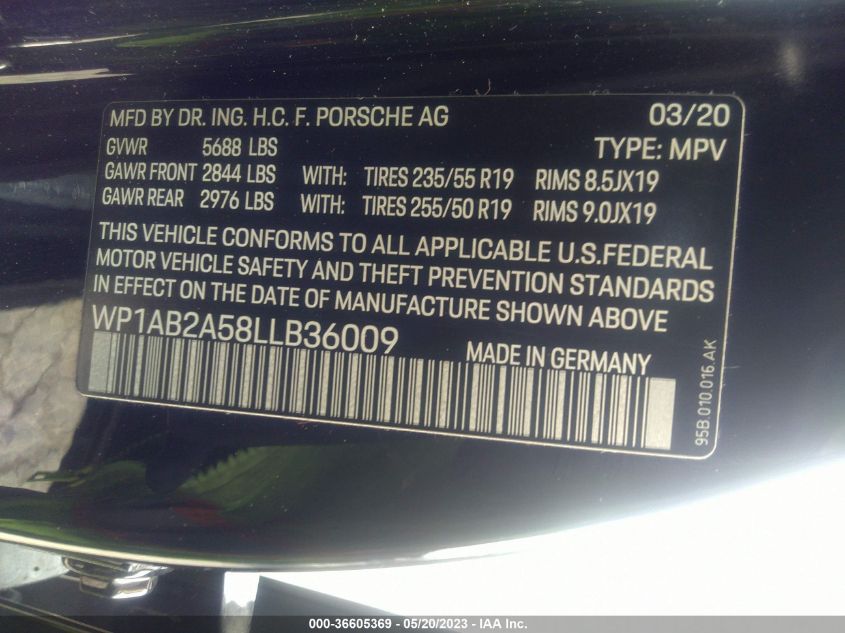 MFD BY DR. ING. H.C. F. PORSCHE AG 03/20
GVWR 5688 LBS TYPE: MPV
GAWR FRONT 2844 LBS WITH: TIRES 235/55 R19 RIMS 8.5JX19
GAWR REAR 2976 LBS WITH: TIRES 255/50 R19 RIMS 9.0JX19
THIS VEHICLE CONFORMS TO ALL APPLICABLE U.S.FEDERAL
MOTOR VEHICLE SAFETY AND THEFT PREVENTION STANDARDS
IN EFFECT ON THE DATE OF MANUFACTURE SHOWN ABOVE
WP1AB2A58LLB36009 MADE IN GERMANY
95B.010.016.AK
000-36605369 - 05/20/2023 - IAA Inc.